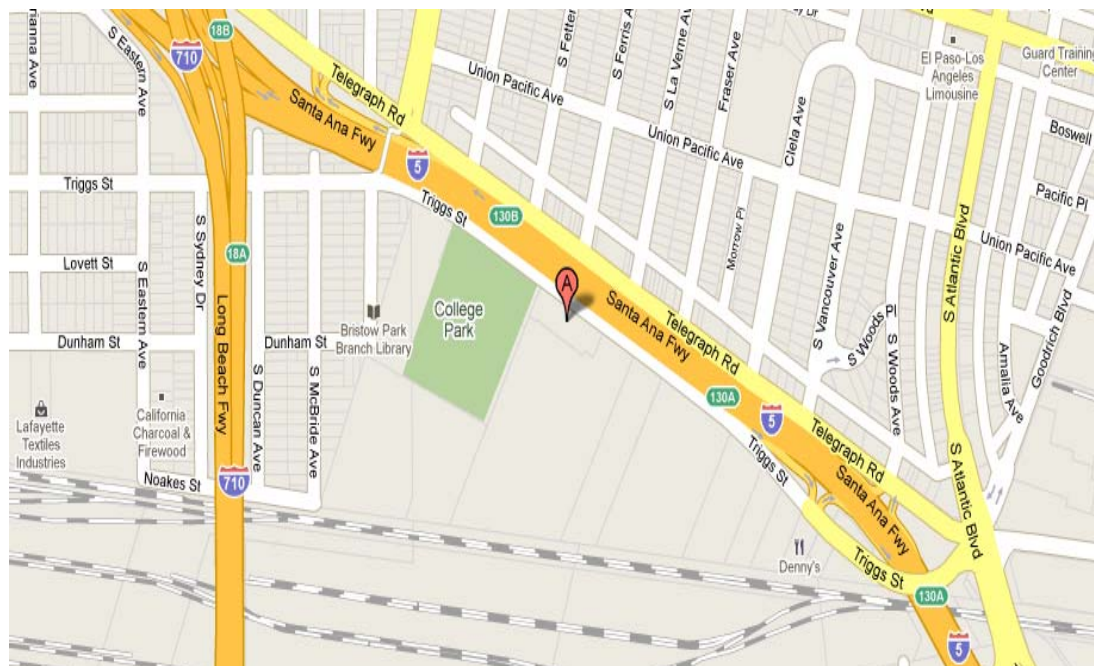 18B
710
S Eastern Ave
Telegraph Rd
Santa Ana Fwy
Union Pacific Ave
Fraser Ave
S La Verne Av
S Ferris A
S Fetter
Clela Ave
El Paso-Los
Angeles
Limousine
Guard Training
Center
Boswell
Union Pacific Ave
Pacific Pl
Triggs St
5
Triggs St
130B
Morrow Pl
Union Pacific Ave
S Sydney Dr
18A
Lovett St
S Eastern Ave
Long Beach Fwy
A
College
Park
Bristow Park
Branch Library
Santa Ana Fwy
Telegraph Rd
S Vancouver Ave
S Woods Pl
S Woods Ave
S Atlantic Blvd
Amalia Ave
Goodrich Blvd
Dunham St
Dunham St
S Duncan Ave
S McBride Ave
130A
5
Lafayette
Textiles
Industries
California
Charcoal &
Firewood
Telegraph Rd
Triggs St
Santa Ana Fwy
S Atlantic Blvd
Noakes St
710
Denny's
Triggs St
130A
5